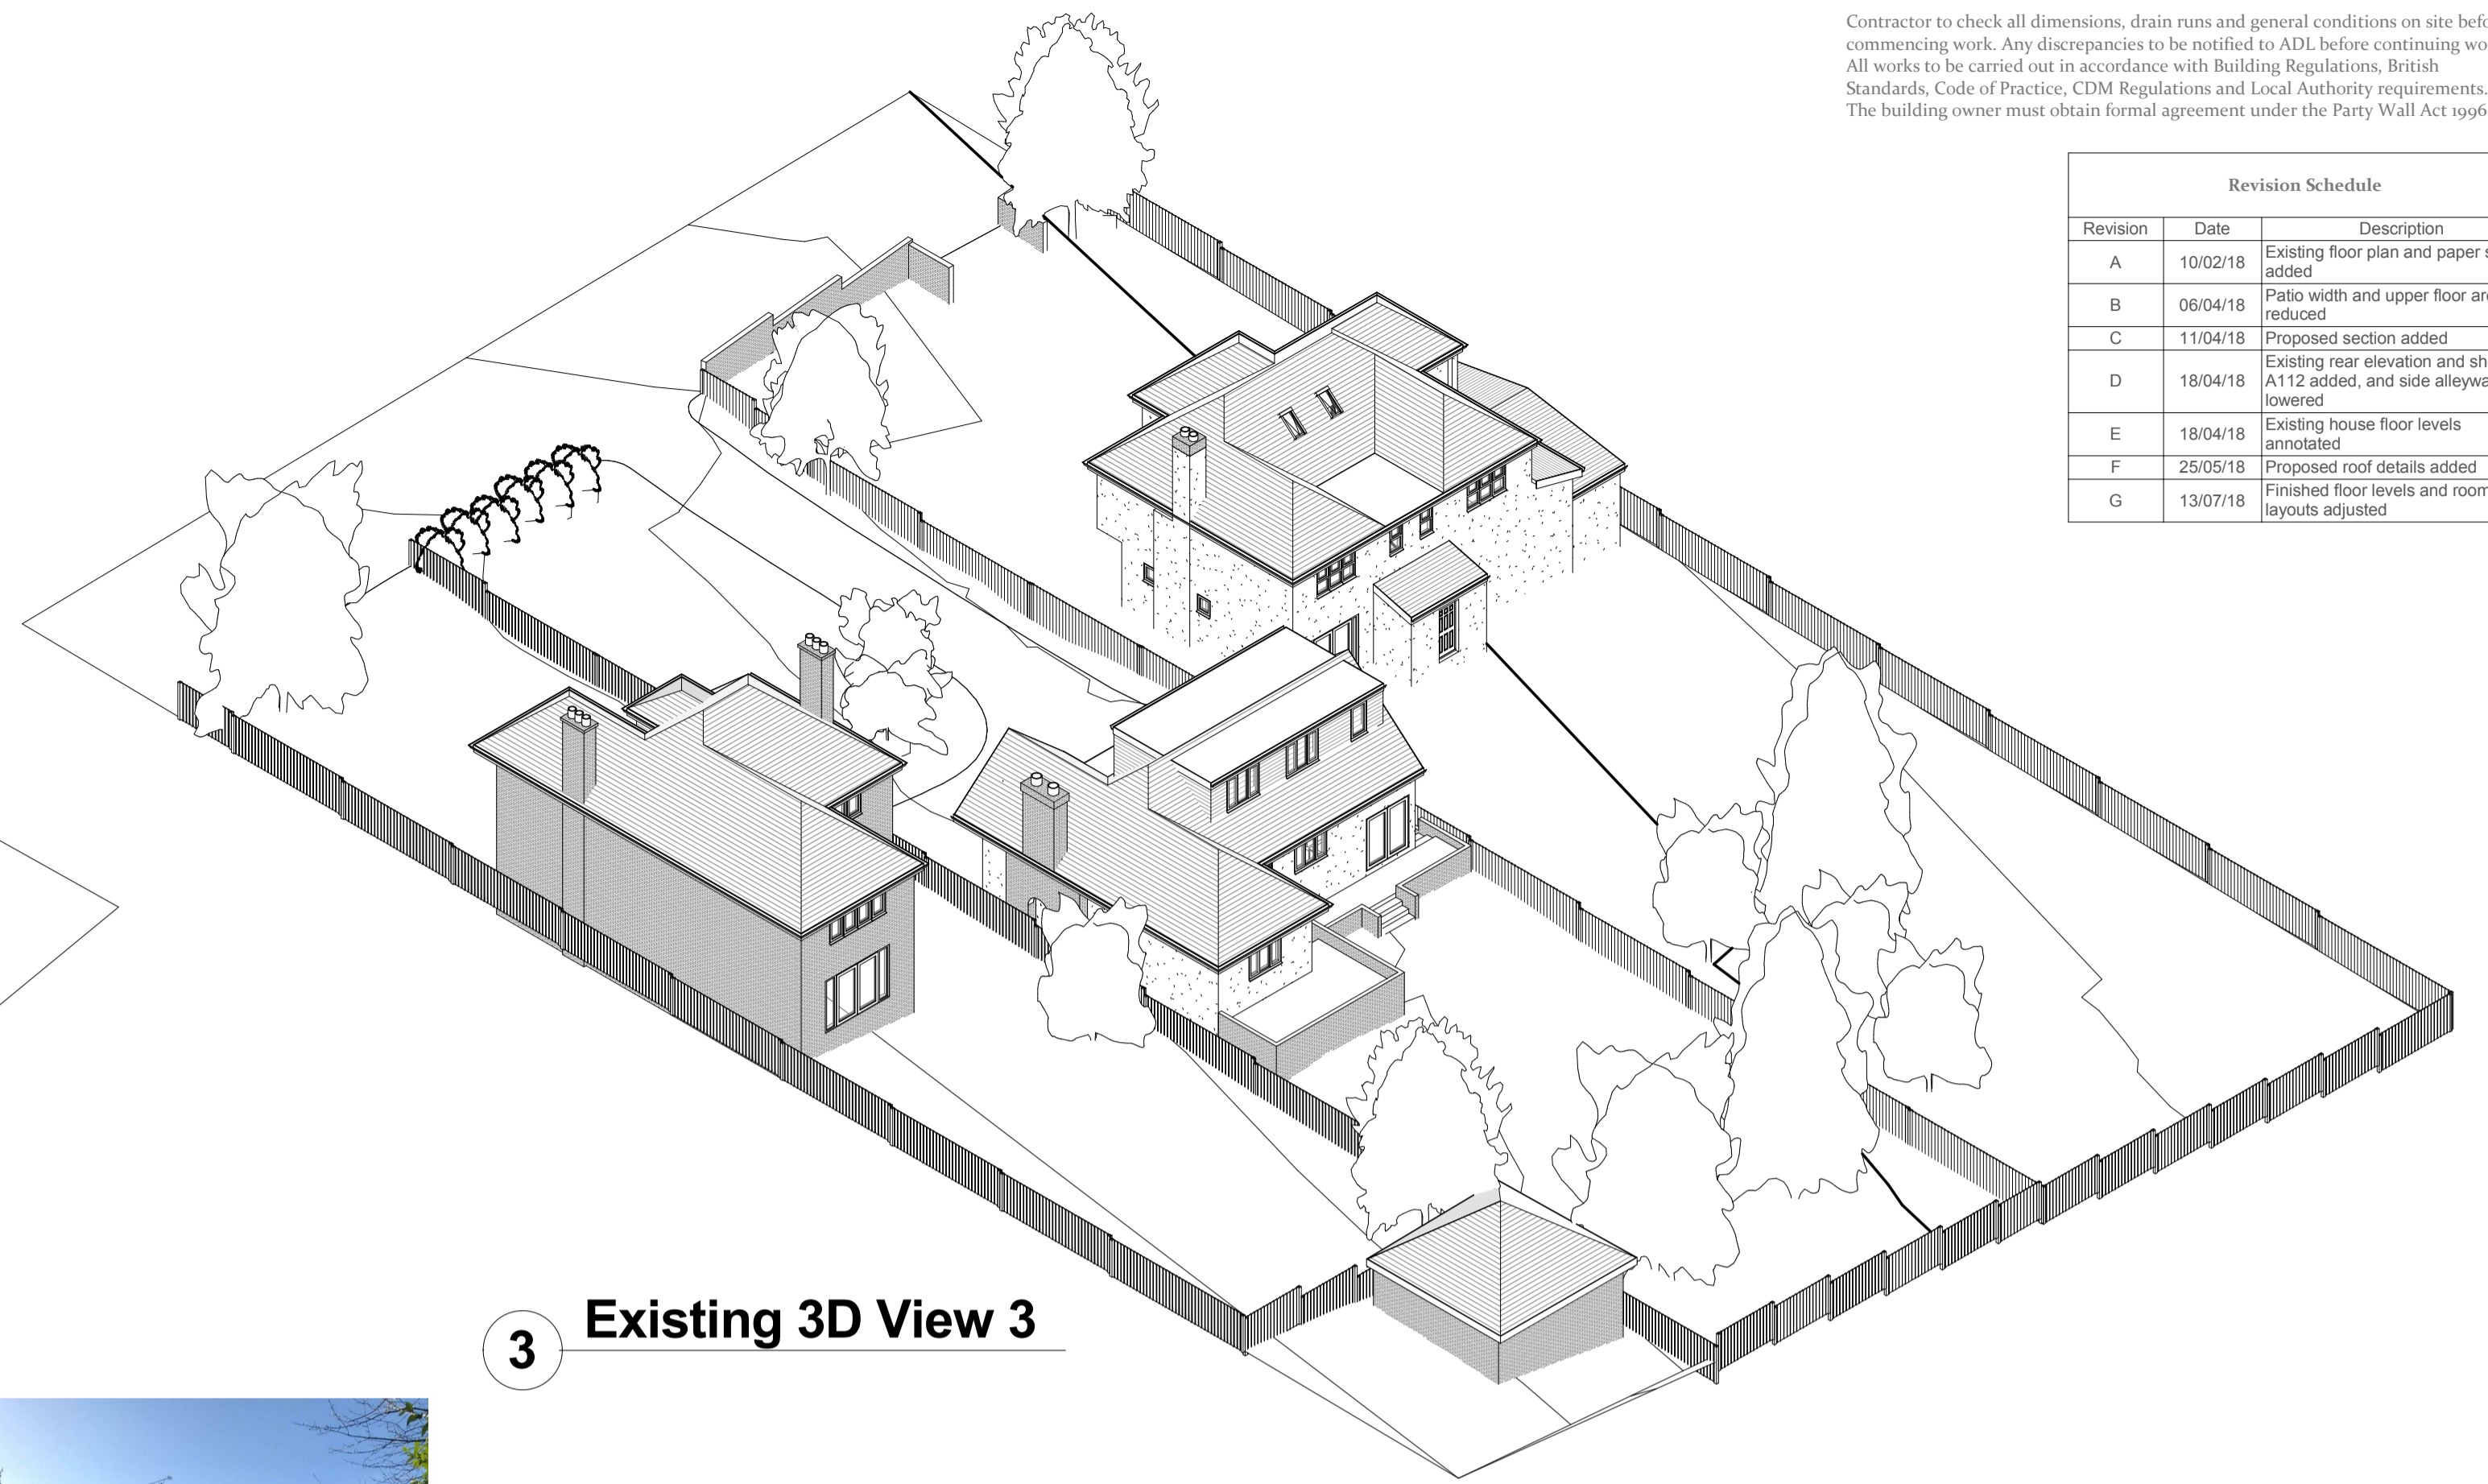 Contractor to check all dimensions, drain runs and general conditions on site
commencing work. Any discrepancies to be notified to ADL before continuing
All works to be carried out in accordance with Building Regulations, British
Standards, Code of Practice, CDM Regulations and Local Authority requirements.
The building owner must obtain formal agreement under the Party Wall Act 1996
Revision Schedule
Revision Date Description
A 10/02/18 Existing floor plan and paper
added
B 06/04/18 Patio width and upper floor
reduced
C 11/04/18 Proposed section added
D 18/04/18 Existing rear elevation and
A112 added, and side
lowered
E 18/04/18 Existing house floor levels
annotated
F 25/05/18 Proposed roof details added
G 13/07/18 Finished floor levels and room
layouts adjusted
3 Existing 3D View 3